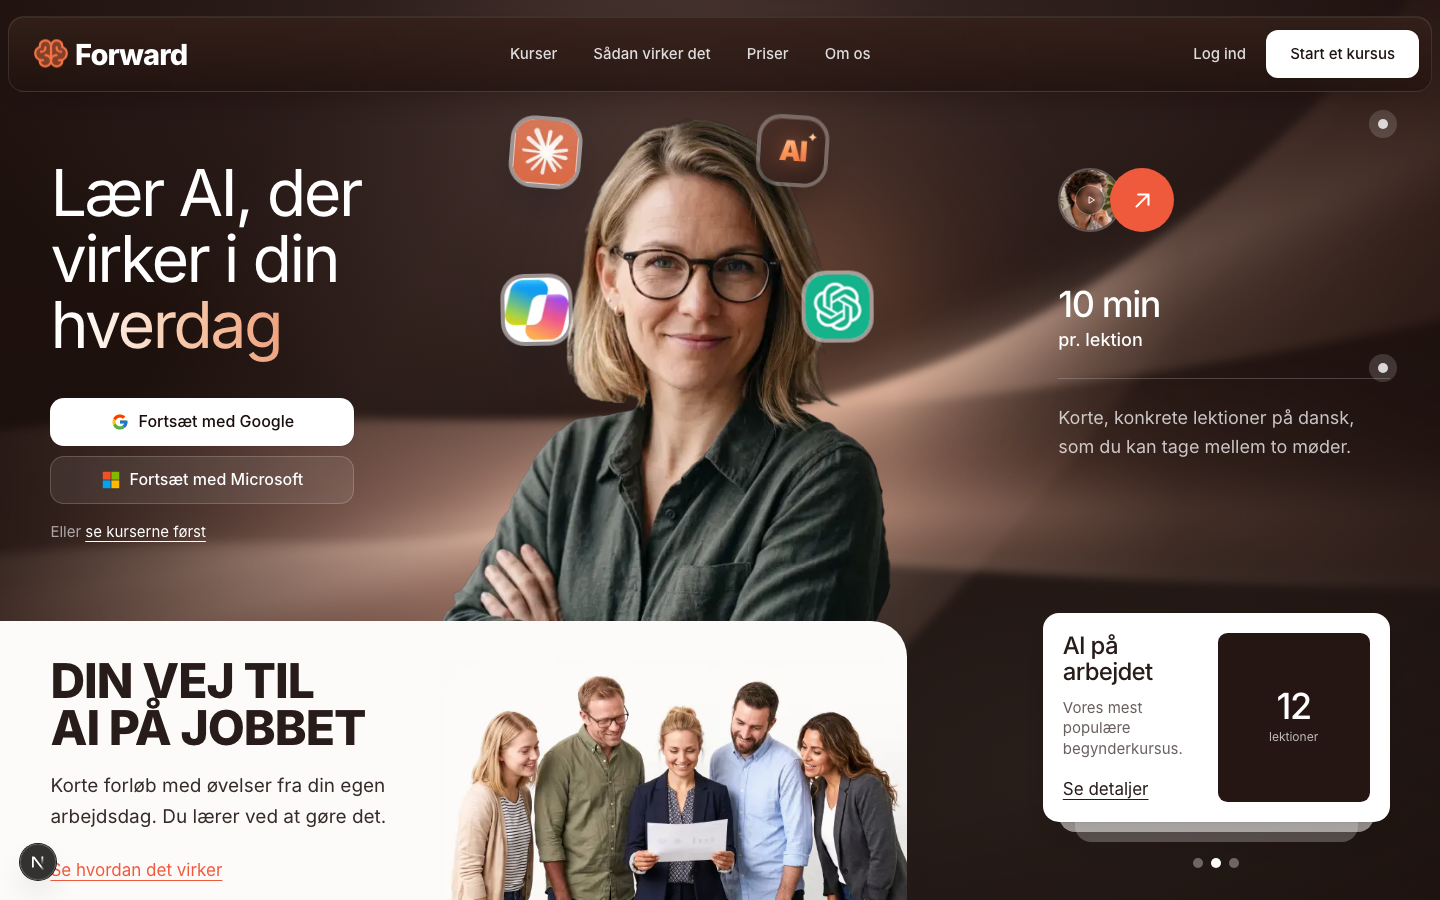 Forward
Kurser
Sådan virker det
Priser
Om os
Log ind
Start et kursus
AI
Lær AI, der
virker i din
hverdag
Fortsæt med Google
Fortsæt med Microsoft
Eller se kurserne først
10 min
pr. lektion
Korte, konkrete lektioner på dansk,
som du kan tage mellem to møder.
DIN VEJ TIL
AI PÅ JOBBET
Korte forløb med øvelser fra din egen
arbejdsdag. Du lærer ved at gøre det.
Se hvordan det virker
N
AI på
arbejdet
Vores mest
populære
begynderkursus.
Se detaljer
12
lektioner